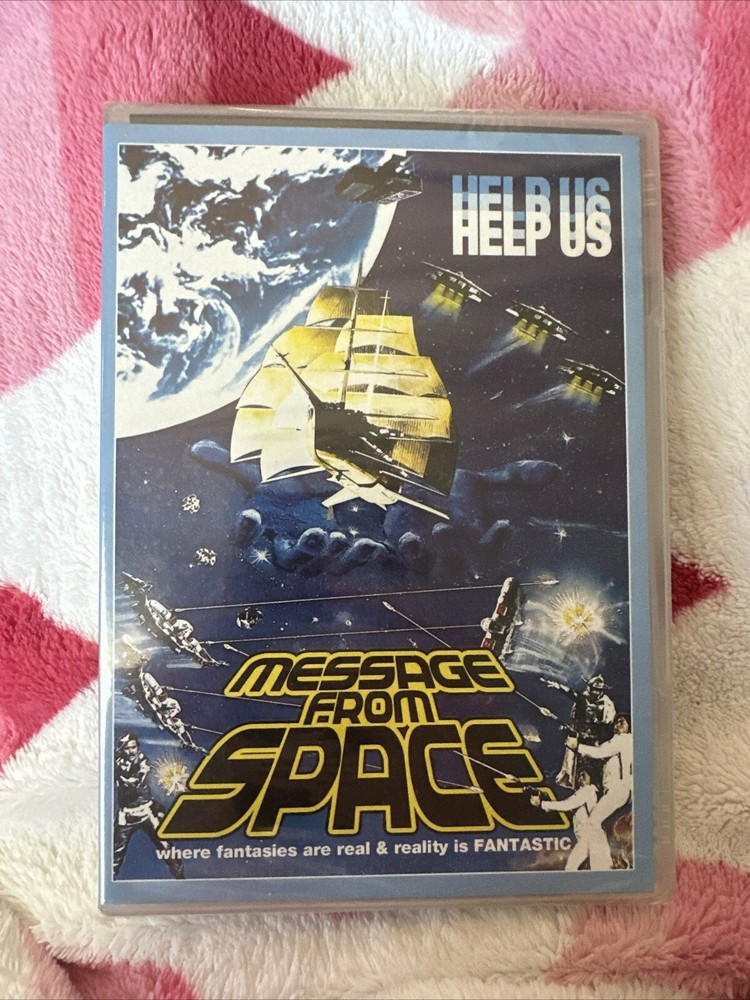 HELP US
HELP US
MESSAGE
FROM
SPACE
where fantasies are real & reality is FANTASTIC